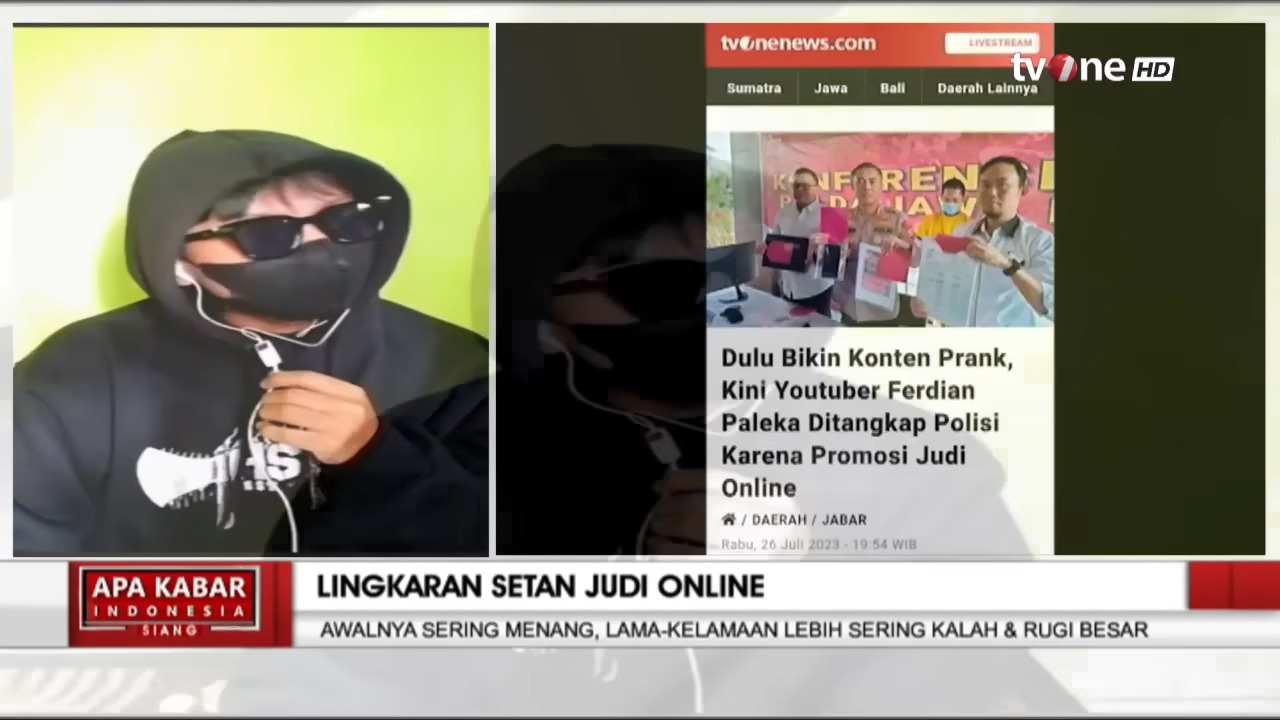 tvOnenews.com
LIVESTREAM
tvOne HD
Sumatra
Jawa
Bali
Daerah Lainnya
Dulu Bikin Konten Prank,
Kini Youtuber Ferdian
Paleka Ditangkap Polisi
Karena Promosi Judi
Online
/ DAERAH / JABAR
Rabu, 26 Juli 2023 - 19:54 WIB
APA KABAR
INDONESIA
SIANG
LINGKARAN SETAN JUDI ONLINE
AWALNYA SERING MENANG, LAMA-KELAMAAN LEBIH SERING KALAH & RUGI BESAR